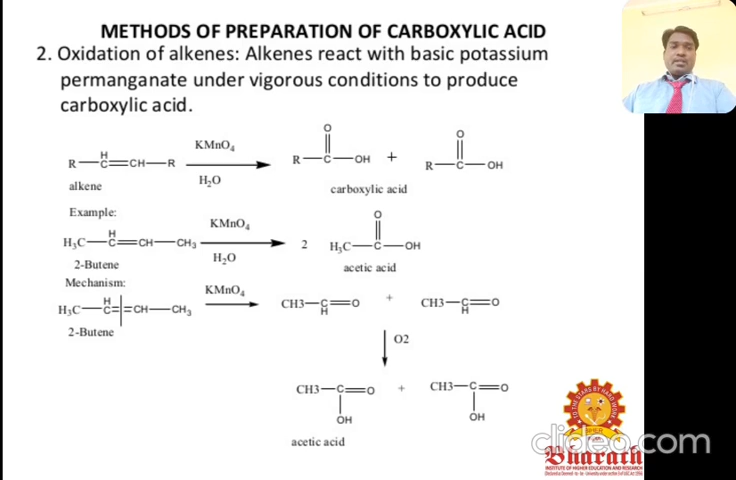 METHODS OF PREPARATION OF CARBOXYLIC ACID
2. Oxidation of alkenes: Alkenes react with basic potassium
permanganate under vigorous conditions to produce
carboxylic acid.
R—C=CH—R
H
KMnO4
H2O
R—C—OH
O
+
R—C—OH
O
alkene
carboxylic acid
Example:
H3C—C=CH—CH3
H
KMnO4
H2O
2 H3C—C—OH
O
2-Butene
acetic acid
Mechanism:
H3C—C=|=CH—CH3
H
KMnO4
CH3—C=O
H
+
CH3—C=O
H
2-Butene
O2
CH3—C=O
OH
+
CH3—C=O
OH
acetic acid
clideo.com
Bharath
INSTITUTE OF HIGHER EDUCATION AND RESEARCH